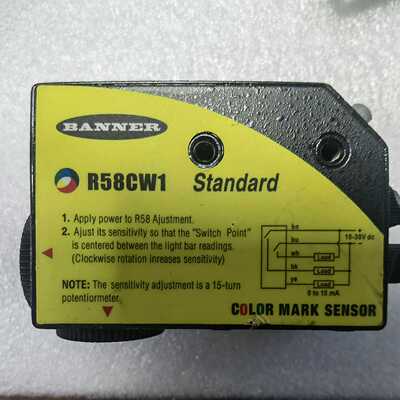 BANNER
R58CW1 Standard
1. Apply power to R58 Ajustment.
2. Ajust its sensitivity so that the "Switch Point"
is centered between the light bar readings.
(Clockwise rotation inreases sensitivity)
NOTE: The sensitivity adjustment is a 15-turn
potentiormeter.
bn
bu
10-30V dc
wh
Load
bk
Load
ye
Load
0 to 10 mA
COLOR MARK SENSOR